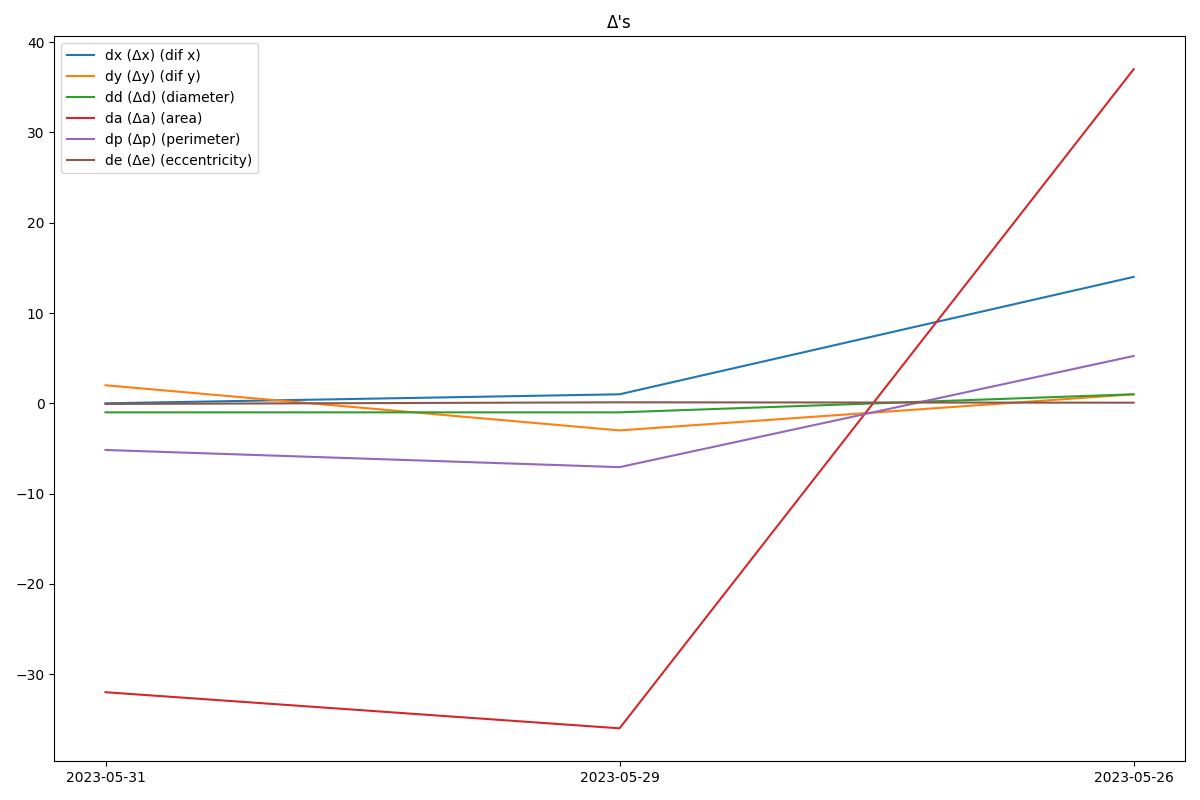 Δ's
dx (Δx) (dif x)
dy (Δy) (dif y)
dd (Δd) (diameter)
da (Δa) (area)
dp (Δp) (perimeter)
de (Δe) (eccentricity)
40
30
20
10
0
−10
−20
−30
2023-05-31
2023-05-29
2023-05-26